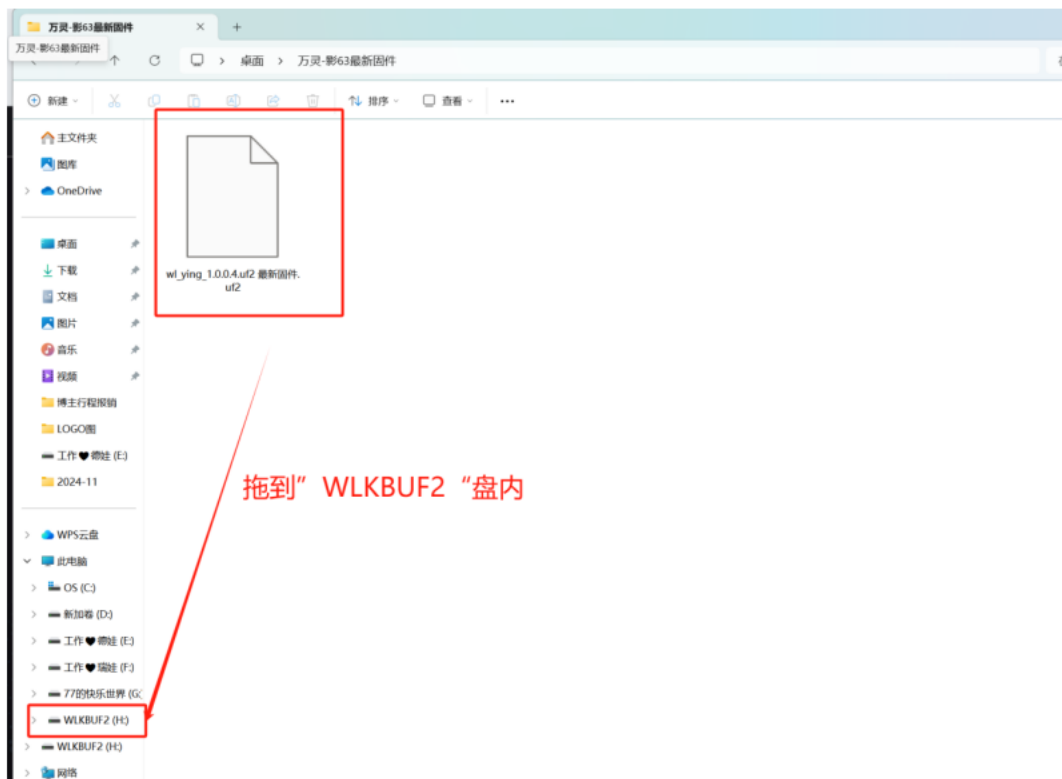 万灵-影63最新固件
万灵-影63最新固件
桌面 > 万灵-影63最新固件
新建
排序
查看
主文件夹
图库
OneDrive
桌面
下载
文档
图片
音乐
视频
博主行程报销
LOGO图
工作♥德娃 (E:)
2024-11
WPS云盘
此电脑
OS (C:)
新加卷 (D:)
工作♥德娃 (E:)
工作♥瑞娃 (F:)
77的快乐世界 (G:
WLKBUF2 (H:)
WLKBUF2 (H:)
网络
wl_ying_1.0.0.4.uf2 最新固件.
uf2
拖到”WLKBUF2“盘内